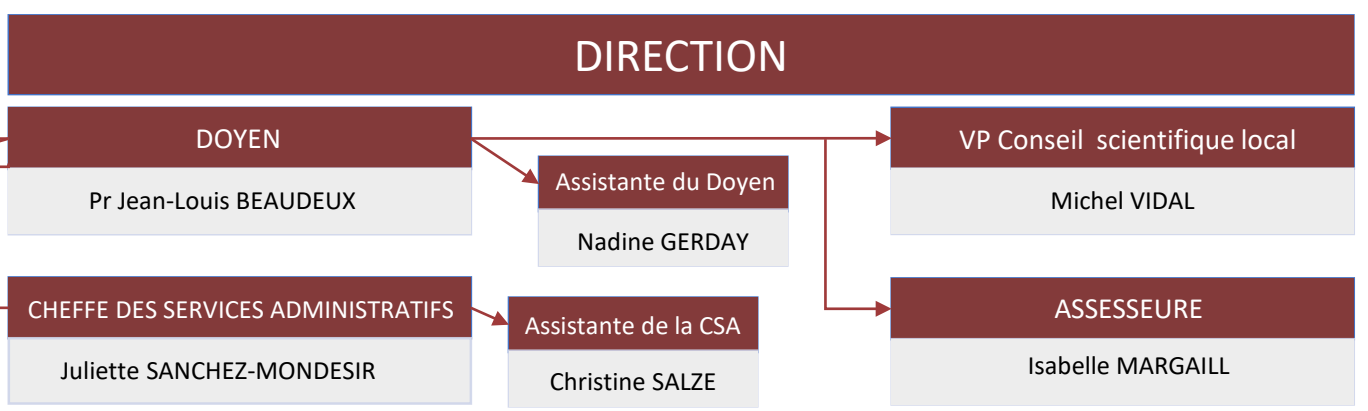 DIRECTION
DOYEN
Pr Jean-Louis BEAUDEUX
Assistante du Doyen
Nadine GERDAY
VP Conseil scientifique local
Michel VIDAL
CHEFFE DES SERVICES ADMINISTRATIFS
Juliette SANCHEZ-MONDESIR
Assistante de la CSA
Christine SALZE
ASSESSEURE
Isabelle MARGAILL